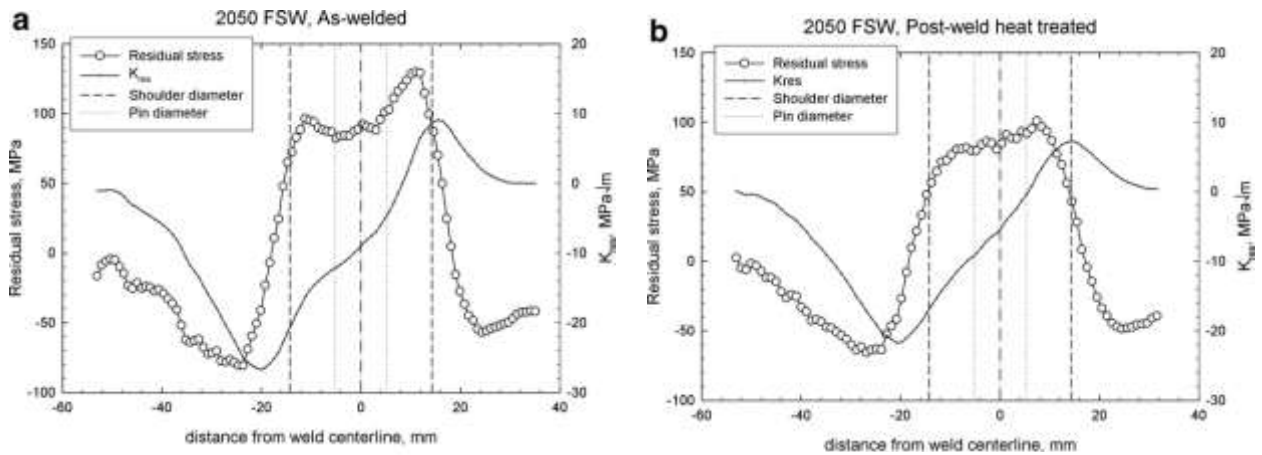 a
2050 FSW, As-welded
Residual stress
Kres
Shoulder diameter
Pin diameter
150
100
50
0
-50
-100
Residual stress, MPa
20
10
0
-10
-20
-30
Kres, MPa-√m
-60
-40
-20
0
20
40
distance from weld centerline, mm
b
2050 FSW, Post-weld heat treated
Residual stress
Kres
Shoulder diameter
Pin diameter
150
100
50
0
-50
-100
Residual stress, MPa
20
10
0
-10
-20
-30
Kres, MPa-√m
-60
-40
-20
0
20
40
distance from weld centerline, mm